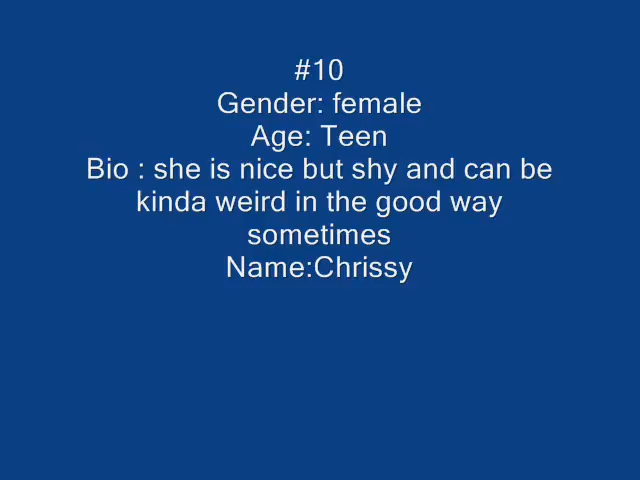 #10
Gender: female
Age: Teen
Bio : she is nice but shy and can be
kinda weird in the good way
sometimes
Name:Chrissy